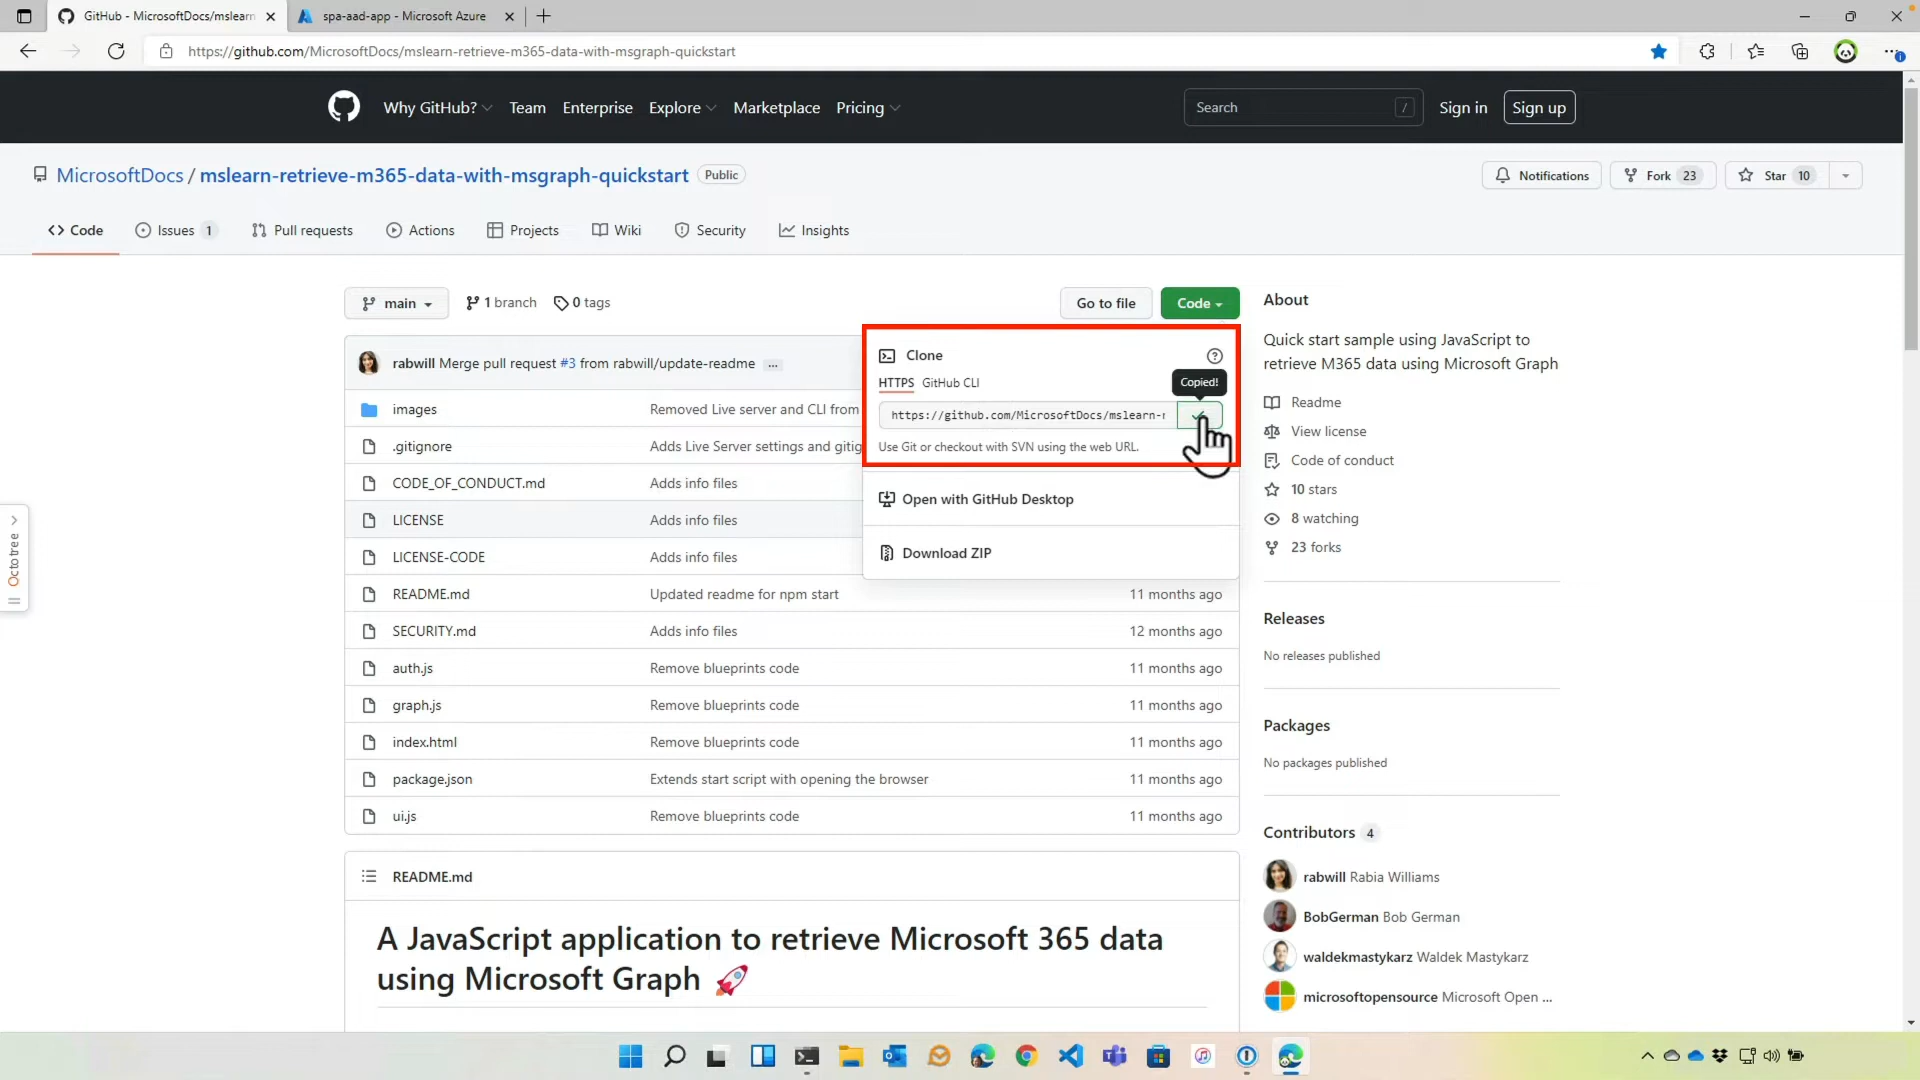 GitHub - MicrosoftDocs/mslearn
spa-aad-app - Microsoft Azure
https://github.com/MicrosoftDocs/mslearn-retrieve-m365-data-with-msgraph-quickstart
Why GitHub?
Team
Enterprise
Explore
Marketplace
Pricing
Search
/
Sign in
Sign up
MicrosoftDocs / mslearn-retrieve-m365-data-with-msgraph-quickstart
Public
Notifications
Fork 23
Star 10
Code
Issues 1
Pull requests
Actions
Projects
Wiki
Security
Insights
main
1 branch
0 tags
Go to file
Code
About
Quick start sample using JavaScript to
retrieve M365 data using Microsoft Graph
Readme
View license
Code of conduct
10 stars
8 watching
23 forks
Releases
No releases published
Packages
No packages published
Contributors 4
rabwill Rabia Williams
BobGerman Bob German
waldekmastykarz Waldek Mastykarz
microsoftopensource Microsoft Open ...
rabwill Merge pull request #3 from rabwill/update-readme ...
Clone
HTTPS GitHub CLI
Copied!
https://github.com/MicrosoftDocs/mslearn-r
Use Git or checkout with SVN using the web URL.
Open with GitHub Desktop
Download ZIP
images Removed Live server and CLI from
.gitignore Adds Live Server settings and gitig
CODE_OF_CONDUCT.md Adds info files
LICENSE Adds info files
LICENSE-CODE Adds info files
README.md Updated readme for npm start 11 months ago
SECURITY.md Adds info files 12 months ago
auth.js Remove blueprints code 11 months ago
graph.js Remove blueprints code 11 months ago
index.html Remove blueprints code 11 months ago
package.json Extends start script with opening the browser 11 months ago
ui.js Remove blueprints code 11 months ago
README.md
A JavaScript application to retrieve Microsoft 365 data
using Microsoft Graph 🚀
Octotree